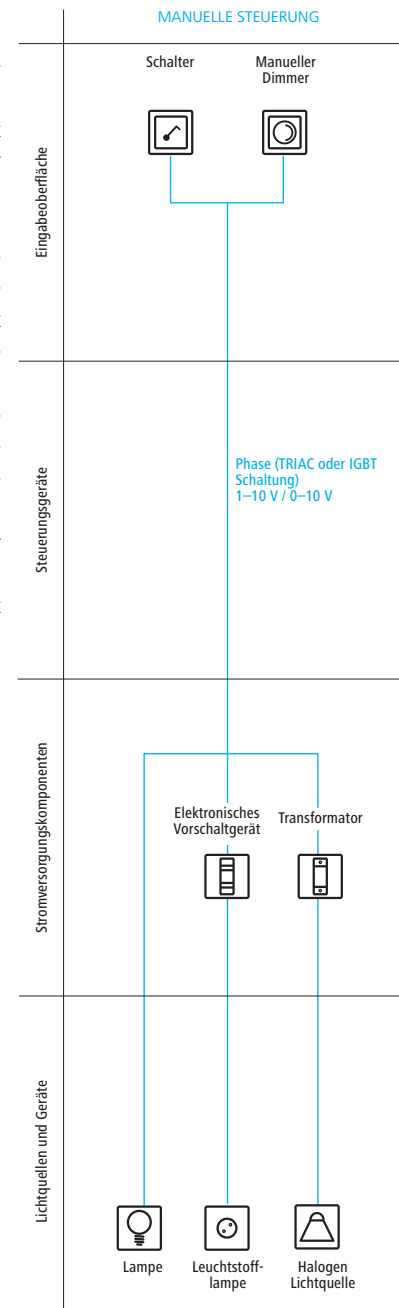 MANUELLE STEUERUNG
Eingabeoberfläche
Schalter
Manueller
Dimmer
Steuerungsgeräte
Phase (TRIAC oder IGBT
Schaltung)
1–10 V / 0–10 V
Stromversorgungskomponenten
Elektronisches
Vorschaltgerät
Transformator
Lichtquellen und Geräte
Lampe
Leuchtstoff-
lampe
Halogen
Lichtquelle